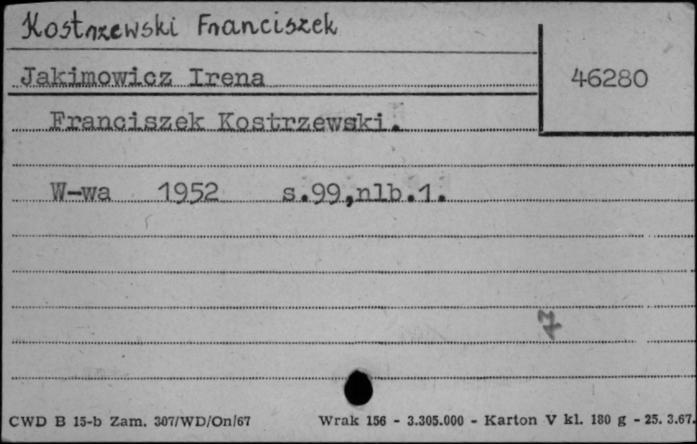 Kostrzewski Franciszek
Jakimowicz Irena
46280
Franciszek Kostrzewski.
W-wa 1952 s.99,nlb.1.
CWD B 15-b Zam. 307/WD/On/67 Wrak 156 - 3.305.000 - Karton V kl. 180 g - 25.3.67.